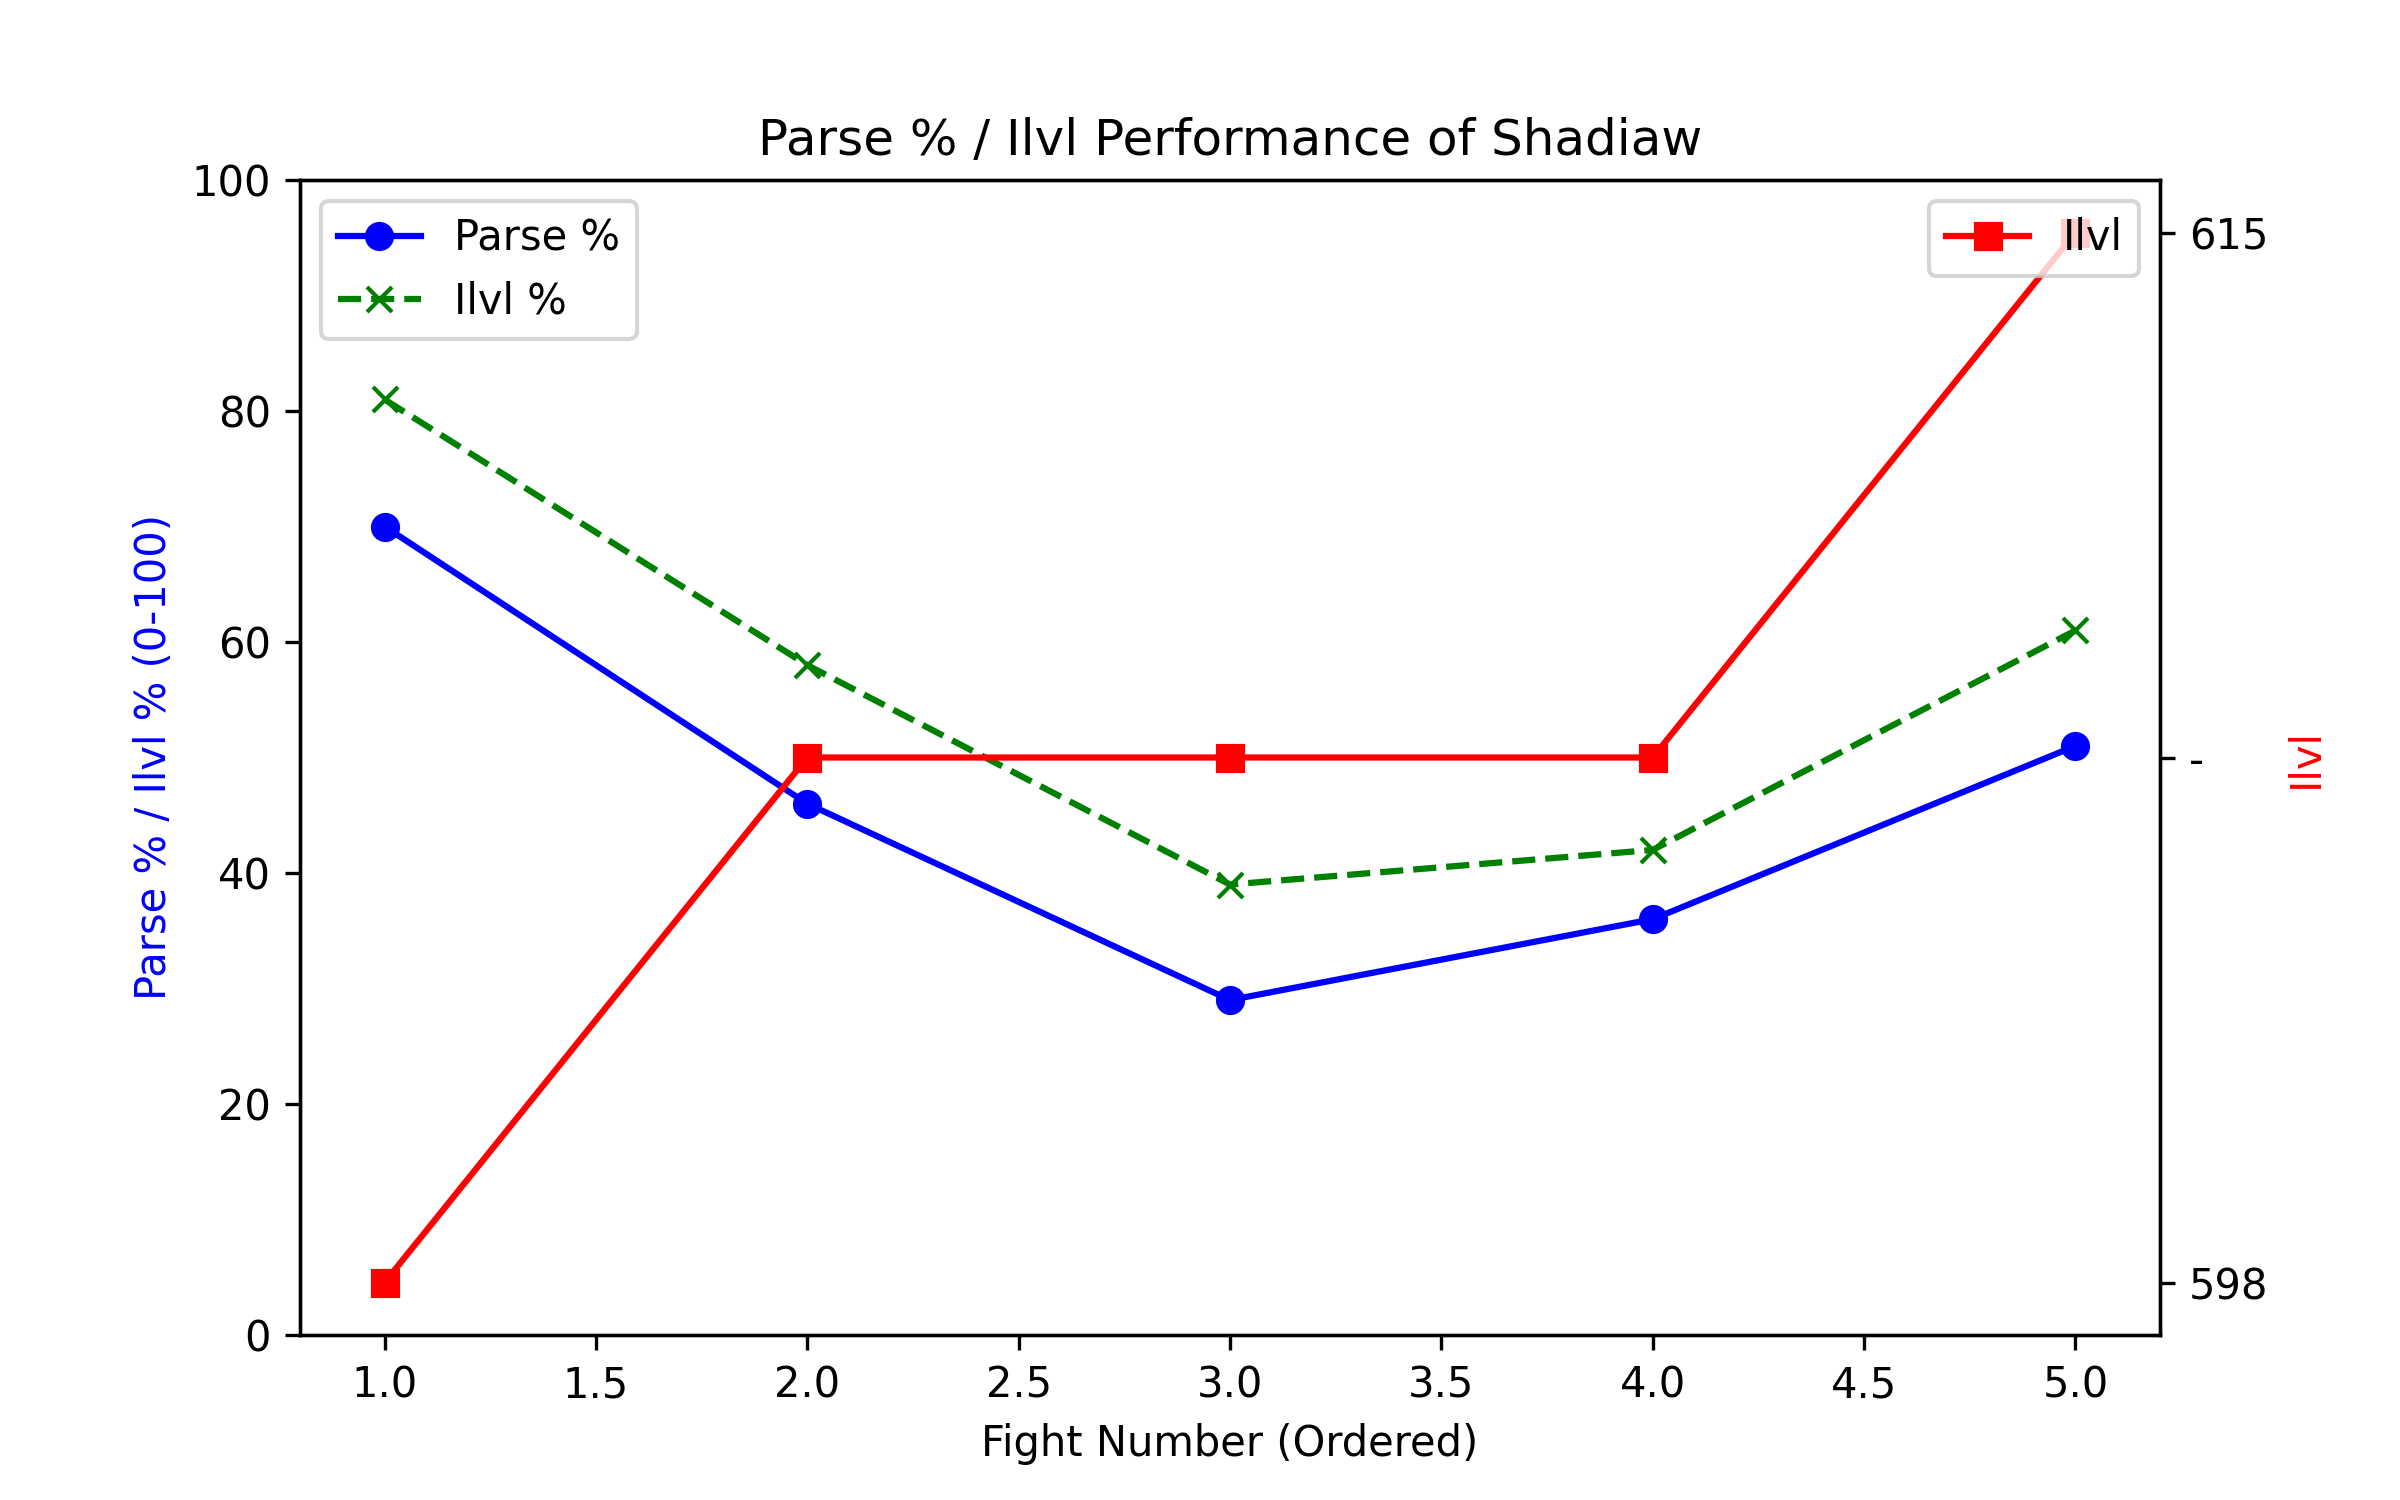 Parse % / Ilvl Performance of Shadiaw
Parse %
Ilvl %
Ilvl
100
80
60
40
20
0
Parse % / Ilvl % (0-100)
615
-
598
Ilvl
1.0 1.5 2.0 2.5 3.0 3.5 4.0 4.5 5.0
Fight Number (Ordered)